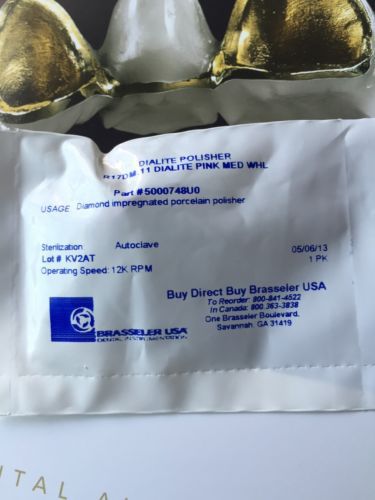 DIALITE POLISHER
R17DM-11 DIALITE PINK MED WHL
Part # 5000748U0
USAGE Diamond impregnated porcelain polisher
Sterilization Autoclave 05/06/13
Lot # KV2AT 1 PK
Operating Speed: 12K RPM
Buy Direct Buy Brasseler USA
To Reorder: 800-841-4522
In Canada: 800.363-3838
One Brasseler Boulevard,
Savannah, GA 31419
BRASSELER USA
DENTAL INSTRUMENTATION
ITAL A